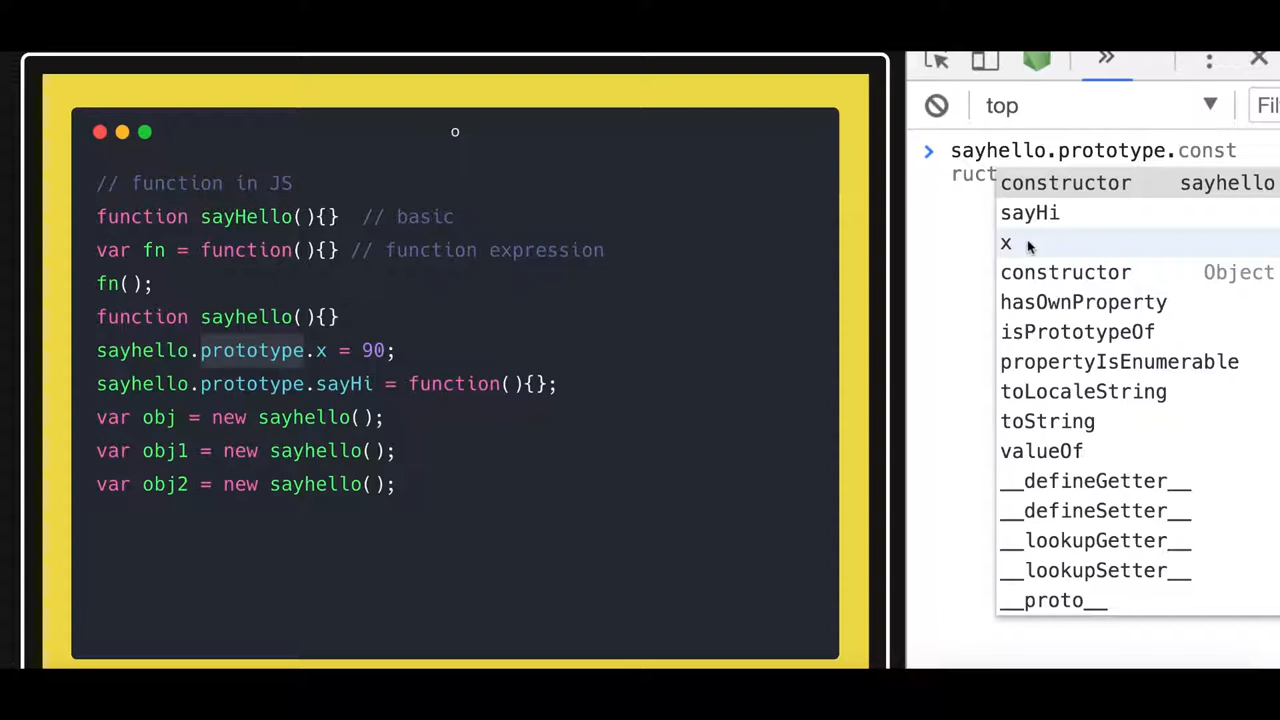 o
// function in JS
function sayHello(){}  // basic
var fn = function(){} // function expression
fn();
function sayhello(){}
sayhello.prototype.x = 90;
sayhello.prototype.sayHi = function(){};
var obj = new sayhello();
var obj1 = new sayhello();
var obj2 = new sayhello();
top
Fil
sayhello.prototype.const
ruct
constructor sayhello
sayHi
x
constructor Object
hasOwnProperty
isPrototypeOf
propertyIsEnumerable
toLocaleString
toString
valueOf
__defineGetter__
__defineSetter__
__lookupGetter__
__lookupSetter__
__proto__